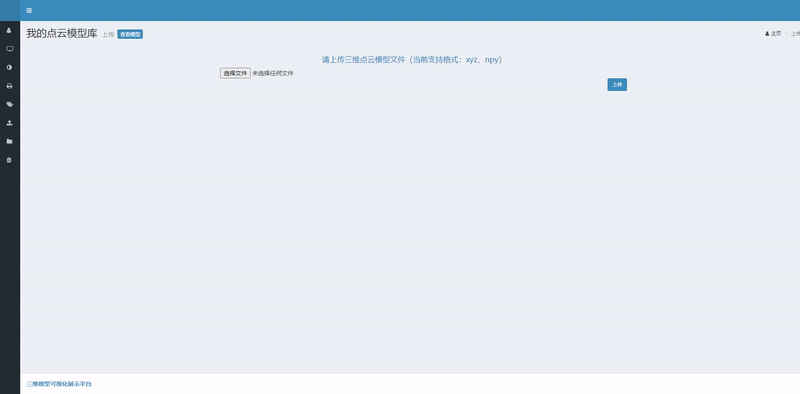 我的点云模型库 上传 查看模型
主页 > 上传
请上传三维点云模型文件（当前支持格式：xyz、npy）
选择文件 未选择任何文件
上传
三维模型可视化展示平台